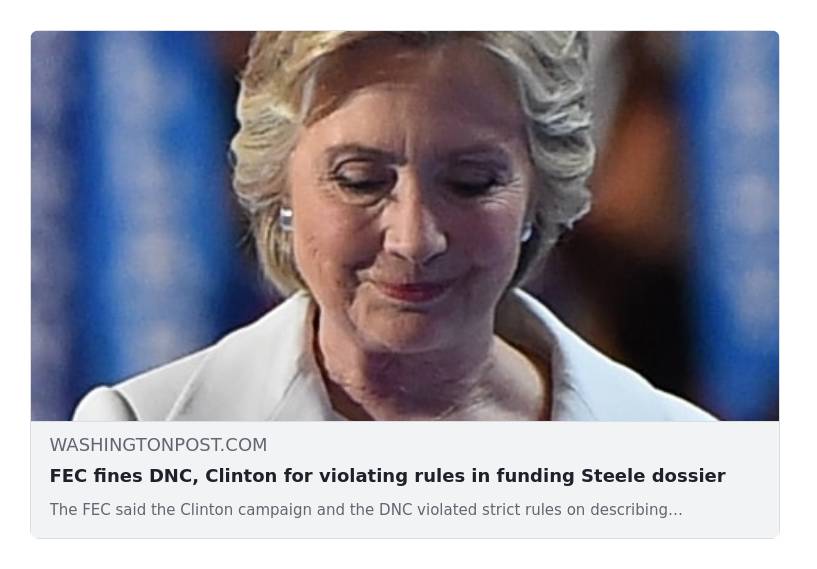 WASHINGTONPOST.COM
FEC fines DNC, Clinton for violating rules in funding Steele dossier
The FEC said the Clinton campaign and the DNC violated strict rules on describing…